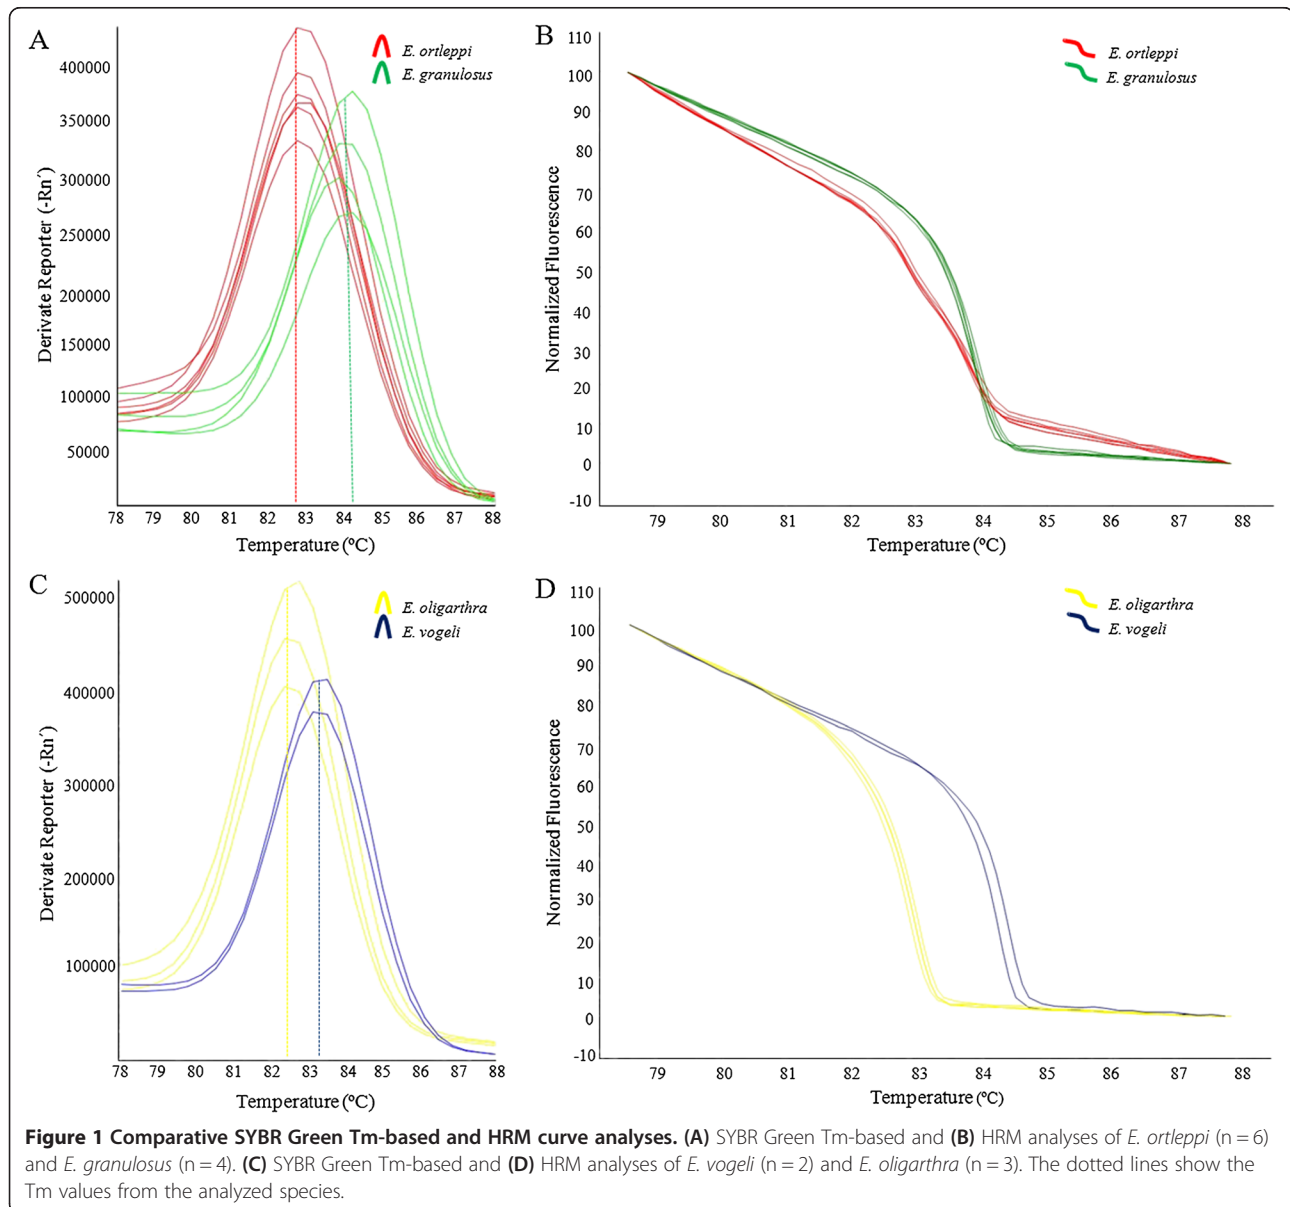 A
E. ortleppi
E. granulosus
Derivate Reporter (-Rn´)
400000
350000
300000
250000
200000
150000
100000
50000
78 79 80 81 82 83 84 85 86 87 88
Temperature (ºC)
B
E. ortleppi
E. granulosus
Normalized Fluorescence
110
100
90
80
70
60
50
40
30
20
10
0
-10
79 80 81 82 83 84 85 86 87 88
Temperature (ºC)
C
E. oligarthra
E. vogeli
Derivate Reporter (-Rn´)
500000
400000
300000
200000
100000
78 79 80 81 82 83 84 85 86 87 88
Temperature (ºC)
D
E. oligarthra
E. vogeli
Normalized Fluorescence
110
100
90
80
70
60
50
40
30
20
10
0
-10
79 80 81 82 83 84 85 86 87 88
Temperature (ºC)
Figure 1 Comparative SYBR Green Tm-based and HRM curve analyses. (A) SYBR Green Tm-based and (B) HRM analyses of E. ortleppi (n = 6)
and E. granulosus (n = 4). (C) SYBR Green Tm-based and (D) HRM analyses of E. vogeli (n = 2) and E. oligarthra (n = 3). The dotted lines show the
Tm values from the analyzed species.